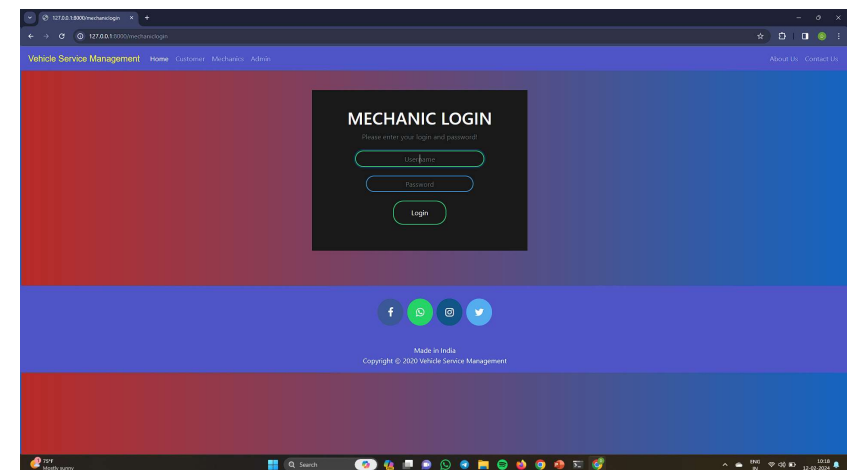 127.0.0.1:8000/mechaniclogin
127.0.0.1:8000/mechaniclogin
Vehicle Service Management Home Customer Mechanics Admin About Us Contact Us
MECHANIC LOGIN
Please enter your login and password!
Username
Password
Login
Made in India
Copyright © 2020 Vehicle Service Management
75°F
Mostly sunny
Search
ENG
IN
10:18
12-02-2024